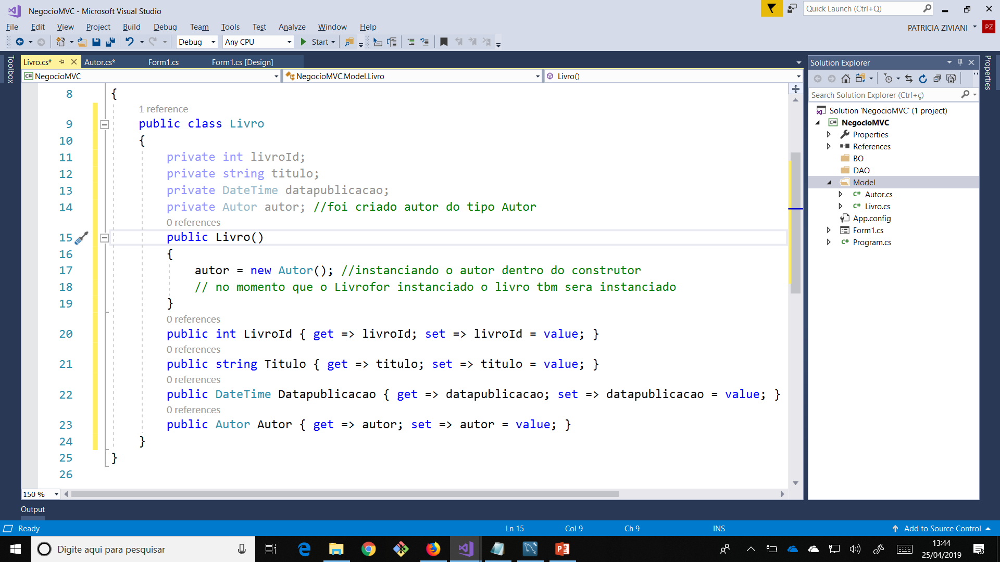 NegocioMVC - Microsoft Visual Studio
Quick Launch (Ctrl+Q)
File Edit View Project Build Debug Team Tools Test Analyze Window Help
PATRICIA ZIVIANI PZ
Debug Any CPU Start
Toolbox
Livro.cs* Autor.cs* Form1.cs Form1.cs [Design]
C# NegocioMVC NegocioMVC.Model.Livro Livro()
8 {
1 reference
9 public class Livro
10 {
11 private int livroId;
12 private string titulo;
13 private DateTime datapublicacao;
14 private Autor autor; //foi criado autor do tipo Autor
0 references
15 public Livro()
16 {
17 autor = new Autor(); //instanciando o autor dentro do construtor
18 // no momento que o Livrofor instanciado o livro tbm sera instanciado
19 }
0 references
20 public int LivroId { get => livroId; set => livroId = value; }
0 references
21 public string Titulo { get => titulo; set => titulo = value; }
0 references
22 public DateTime Datapublicacao { get => datapublicacao; set => datapublicacao = value; }
0 references
23 public Autor Autor { get => autor; set => autor = value; }
24 }
25 }
26
150 %
Solution Explorer
Search Solution Explorer (Ctrl+ç)
Solution 'NegocioMVC' (1 project)
C# NegocioMVC
Properties
References
BO
DAO
Model
C# Autor.cs
C# Livro.cs
App.config
Form1.cs
C# Program.cs
Properties
Output
Ready Ln 15 Col 9 Ch 9 INS Add to Source Control
Digite aqui para pesquisar
13:44
25/04/2019